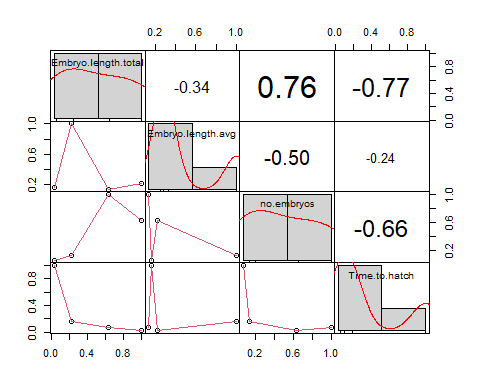 0.2 0.6 1.0
0.2 0.6 1.0
Embryo.length.total
-0.34
0.76
-0.77
0.0 0.4 0.8
0.2 0.6 1.0
Embryo.length.avg
-0.50
-0.24
no.embryos
-0.66
0.2 0.6 1.0
0.0 0.4 0.8
Time.to.hatch
0.0 0.4 0.8
0.2 0.6 1.0